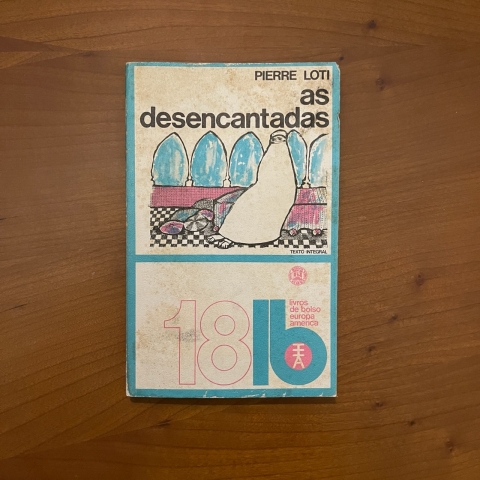 PIERRE LOTI
as
desencantadas
TEXTO INTEGRAL
18 lb
livros
de bolso
europa
américa